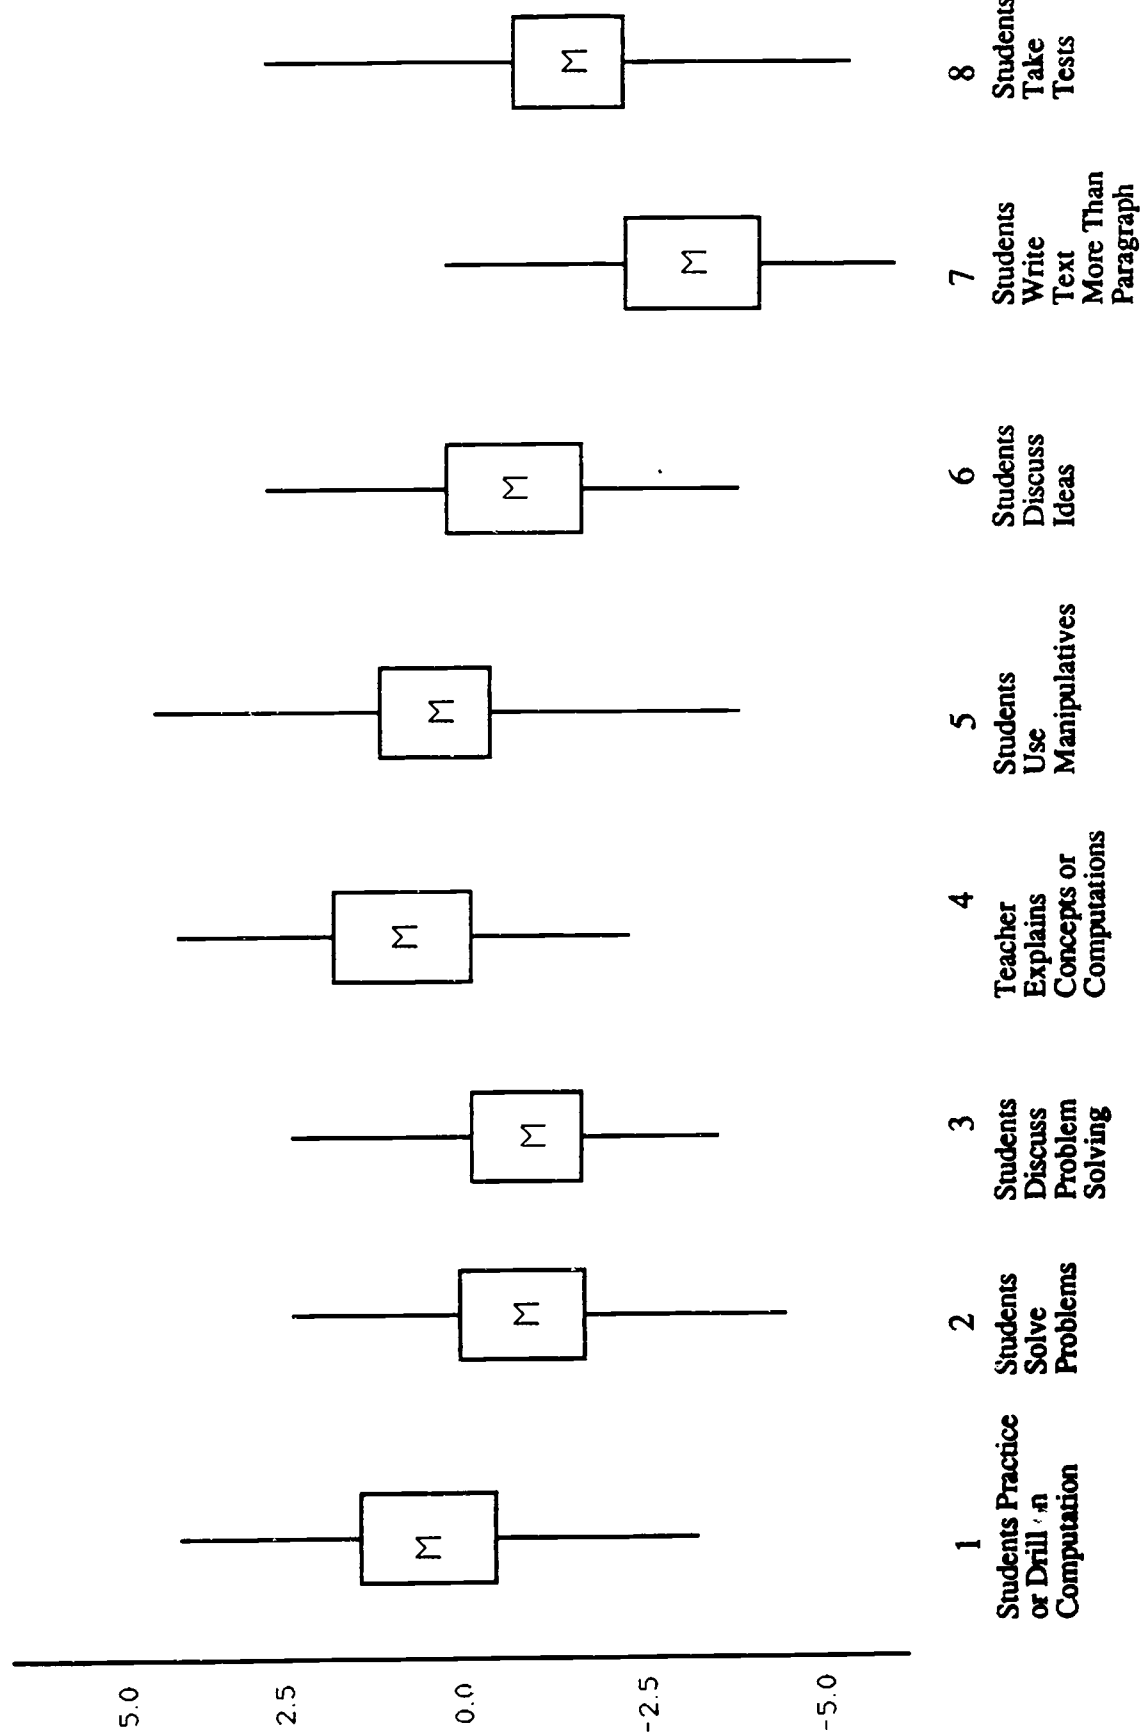 5.0
2.5
0.0
-2.5
-5.0
M
M
M
M
M
M
M
M
1
Students Practice
or Drill
Computation
2
Students
Solve
Problems
3
Students
Discuss
Problem
Solving
4
Teacher
Explains
Concepts or
Computations
5
Students
Use
Manipulatives
6
Students
Discuss
Ideas
7
Students
Write
Text
More Than
Paragraph
8
Students
Take
Tests